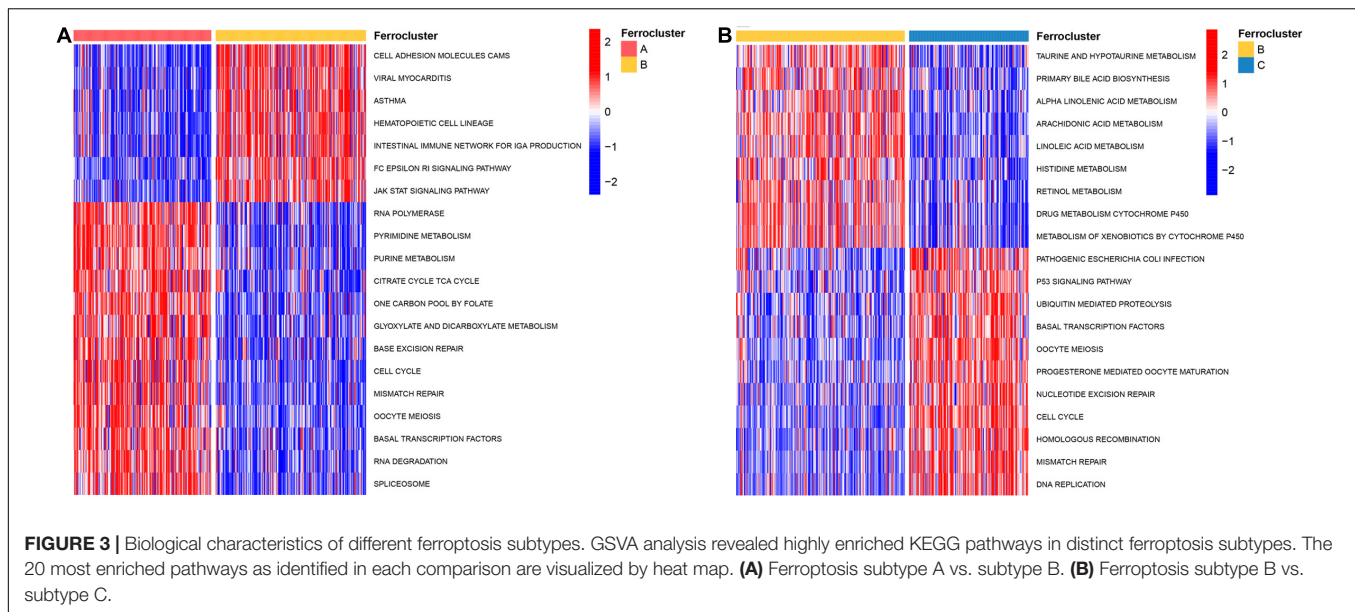 A
Ferrocluster
CELL ADHESION MOLECULES CAMS
VIRAL MYOCARDITIS
ASTHMA
HEMATOPOIETIC CELL LINEAGE
INTESTINAL IMMUNE NETWORK FOR IGA PRODUCTION
FC EPSILON RI SIGNALING PATHWAY
JAK STAT SIGNALING PATHWAY
RNA POLYMERASE
PYRIMIDINE METABOLISM
PURINE METABOLISM
CITRATE CYCLE TCA CYCLE
ONE CARBON POOL BY FOLATE
GLYOXYLATE AND DICARBOXYLATE METABOLISM
BASE EXCISION REPAIR
CELL CYCLE
MISMATCH REPAIR
OOCYTE MEIOSIS
BASAL TRANSCRIPTION FACTORS
RNA DEGRADATION
SPLICEOSOME
2
1
0
−1
−2
Ferrocluster
A
B
B
Ferrocluster
TAURINE AND HYPOTAURINE METABOLISM
PRIMARY BILE ACID BIOSYNTHESIS
ALPHA LINOLENIC ACID METABOLISM
ARACHIDONIC ACID METABOLISM
LINOLEIC ACID METABOLISM
HISTIDINE METABOLISM
RETINOL METABOLISM
DRUG METABOLISM CYTOCHROME P450
METABOLISM OF XENOBIOTICS BY CYTOCHROME P450
PATHOGENIC ESCHERICHIA COLI INFECTION
P53 SIGNALING PATHWAY
UBIQUITIN MEDIATED PROTEOLYSIS
BASAL TRANSCRIPTION FACTORS
OOCYTE MEIOSIS
PROGESTERONE MEDIATED OOCYTE MATURATION
NUCLEOTIDE EXCISION REPAIR
CELL CYCLE
HOMOLOGOUS RECOMBINATION
MISMATCH REPAIR
DNA REPLICATION
2
1
0
−1
−2
Ferrocluster
B
C
FIGURE 3 | Biological characteristics of different ferroptosis subtypes. GSVA analysis revealed highly enriched KEGG pathways in distinct ferroptosis subtypes. The
20 most enriched pathways as identified in each comparison are visualized by heat map. (A) Ferroptosis subtype A vs. subtype B. (B) Ferroptosis subtype B vs.
subtype C.